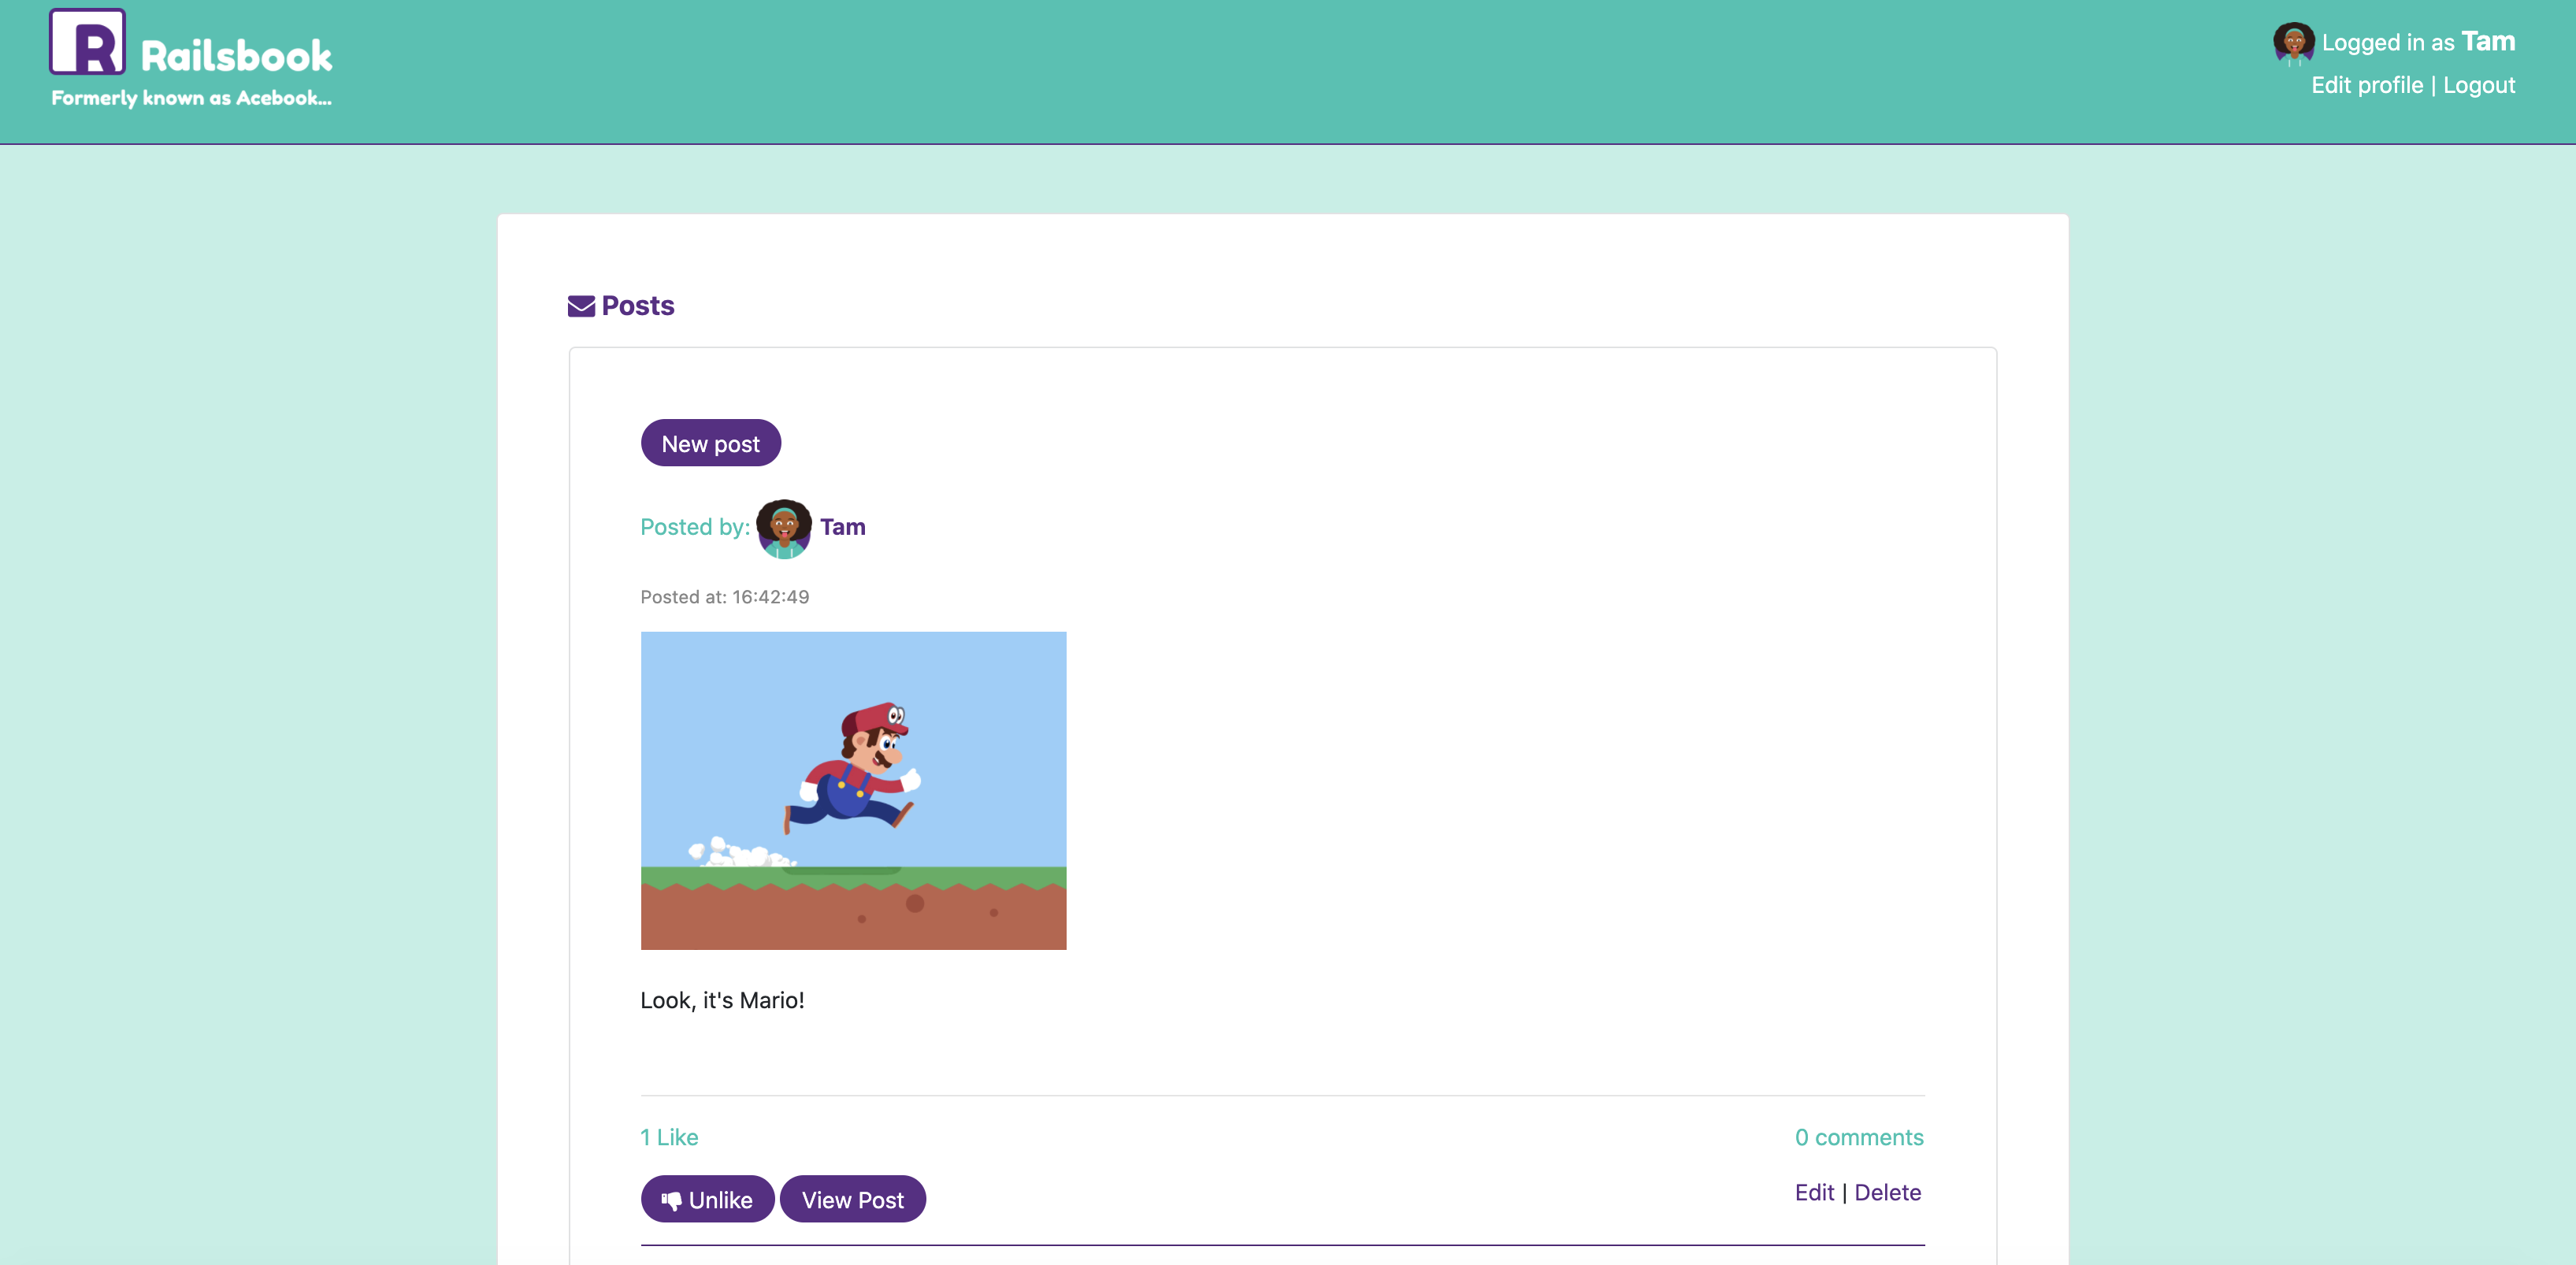 R Railsbook
Formerly known as Acebook...
Logged in as Tam
Edit profile | Logout
Posts
New post
Posted by: Tam
Posted at: 16:42:49
Look, it's Mario!
1 Like
0 comments
Unlike View Post
Edit | Delete